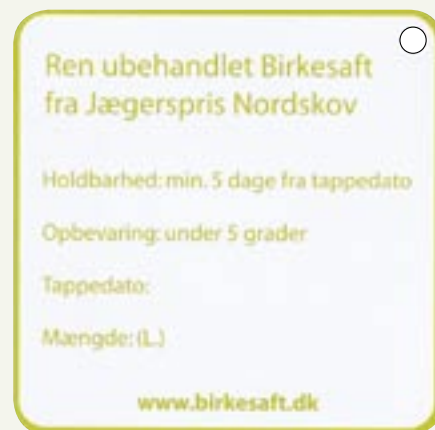 Ren ubehandlet Birkesaft
fra Jægerspris Nordskov
Holdbarhed: min. 5 dage fra tappedato
Opbevaring: under 5 grader
Tappedato:
Mængde: (L.)
www.birkesaft.dk